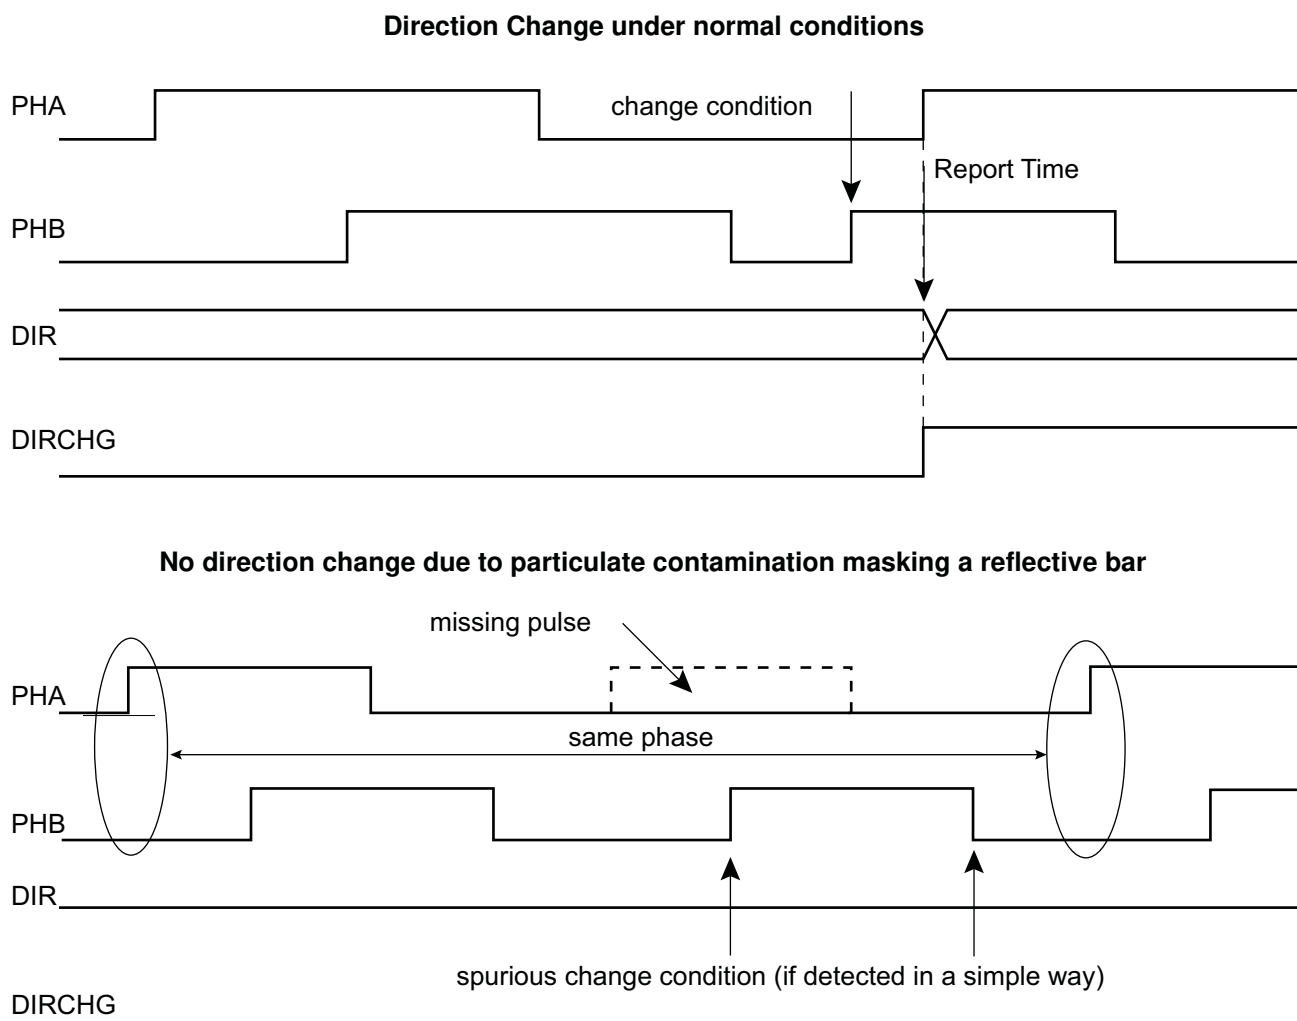 Direction Change under normal conditions
PHA
change condition
Report Time
PHB
DIR
DIRCHG
No direction change due to particulate contamination masking a reflective bar
missing pulse
PHA
same phase
PHB
DIR
spurious change condition (if detected in a simple way)
DIRCHG